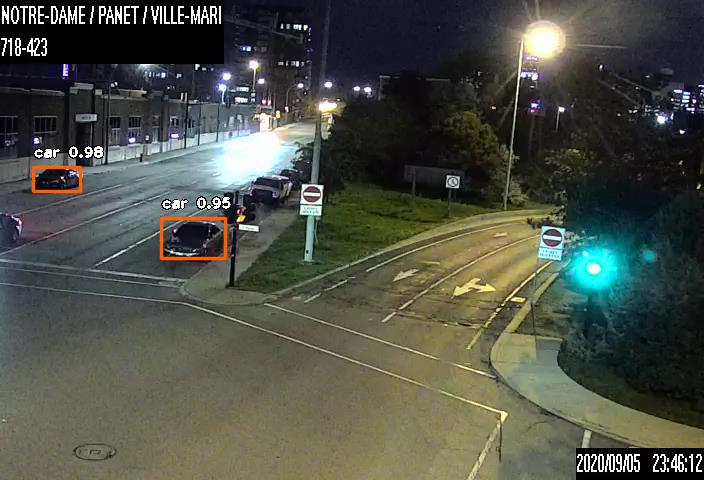 NOTRE-DAME / PANET / VILLE-MARI
718-423
car 0.98
car 0.95
2020/09/05 23:46:12